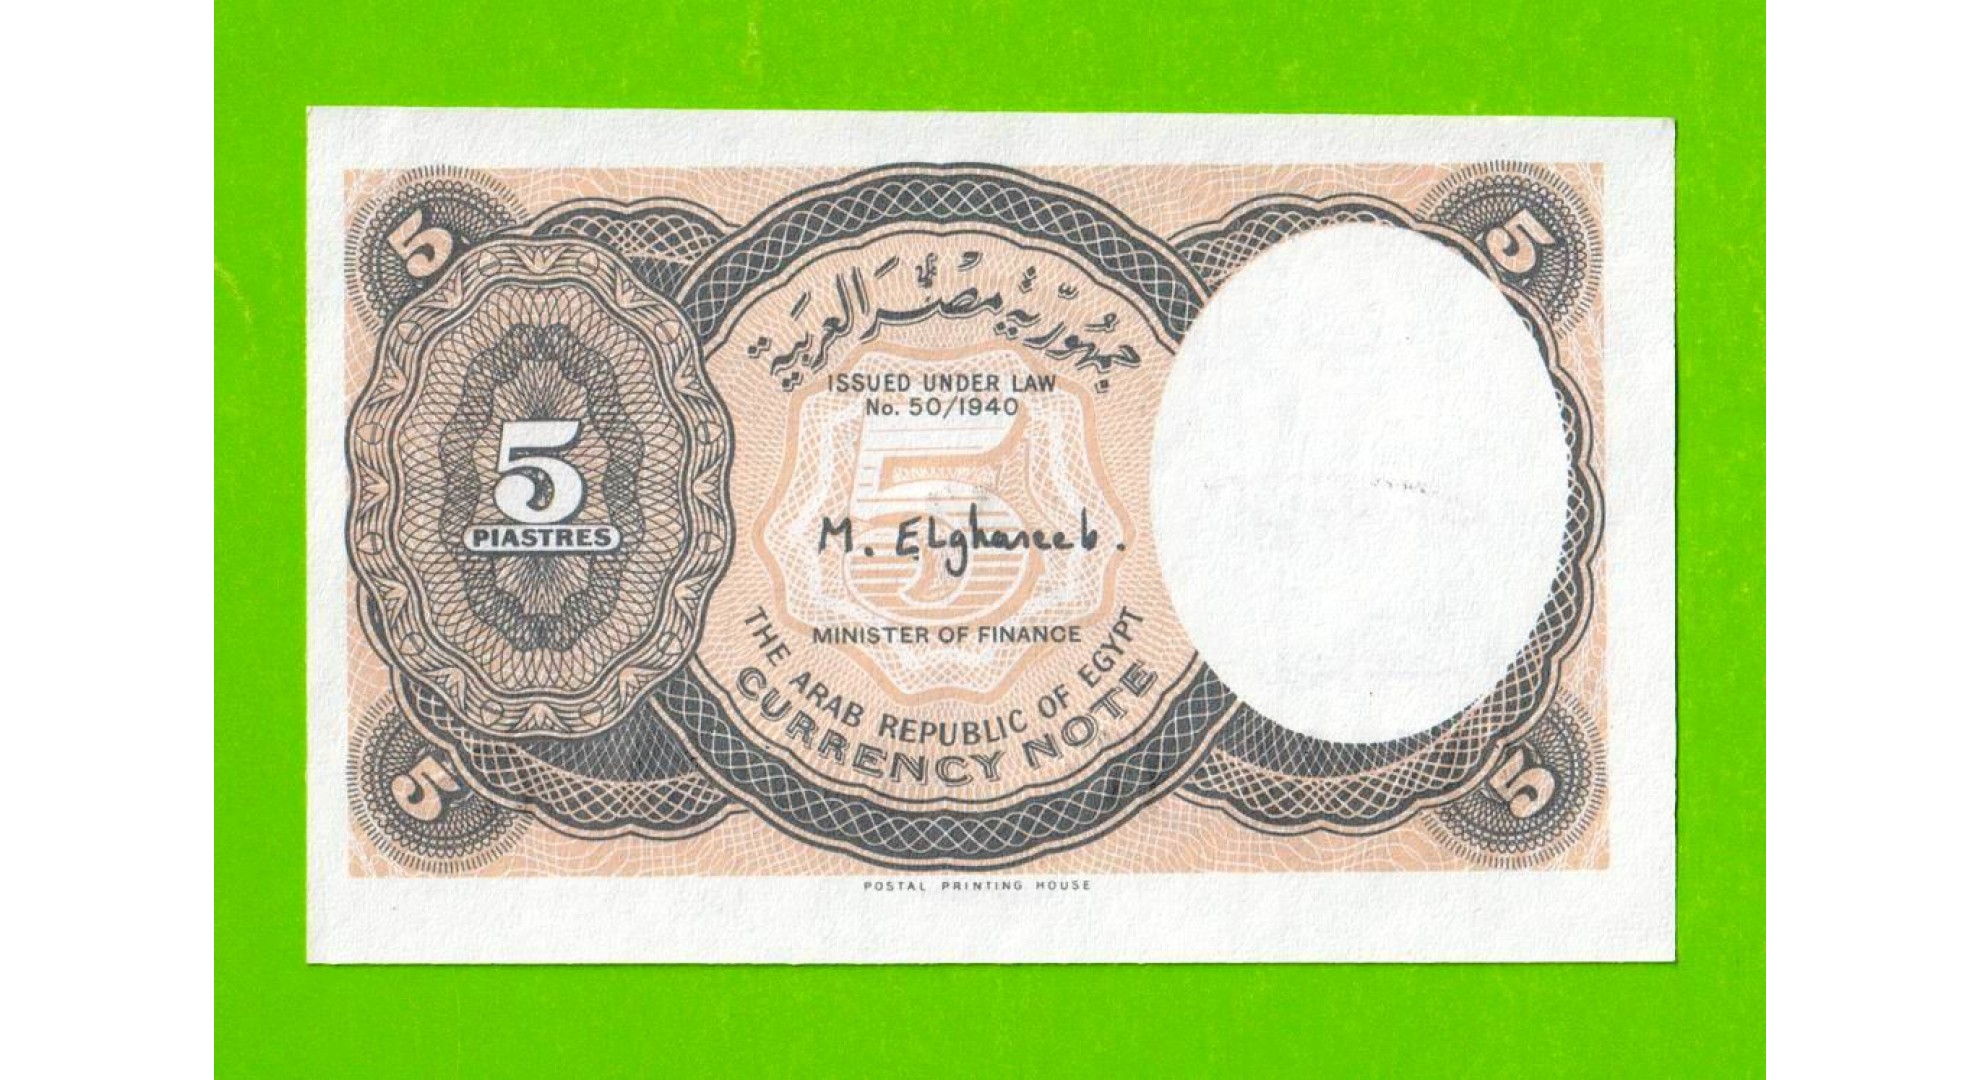 5
5
جمهورية مصر العربية
ISSUED UNDER LAW
No. 50/1940
5
5
PIASTRES
M. ELghareeb.
MINISTER OF FINANCE
THE ARAB REPUBLIC OF EGYPT
CURRENCY NOTE
5
5
POSTAL PRINTING HOUSE